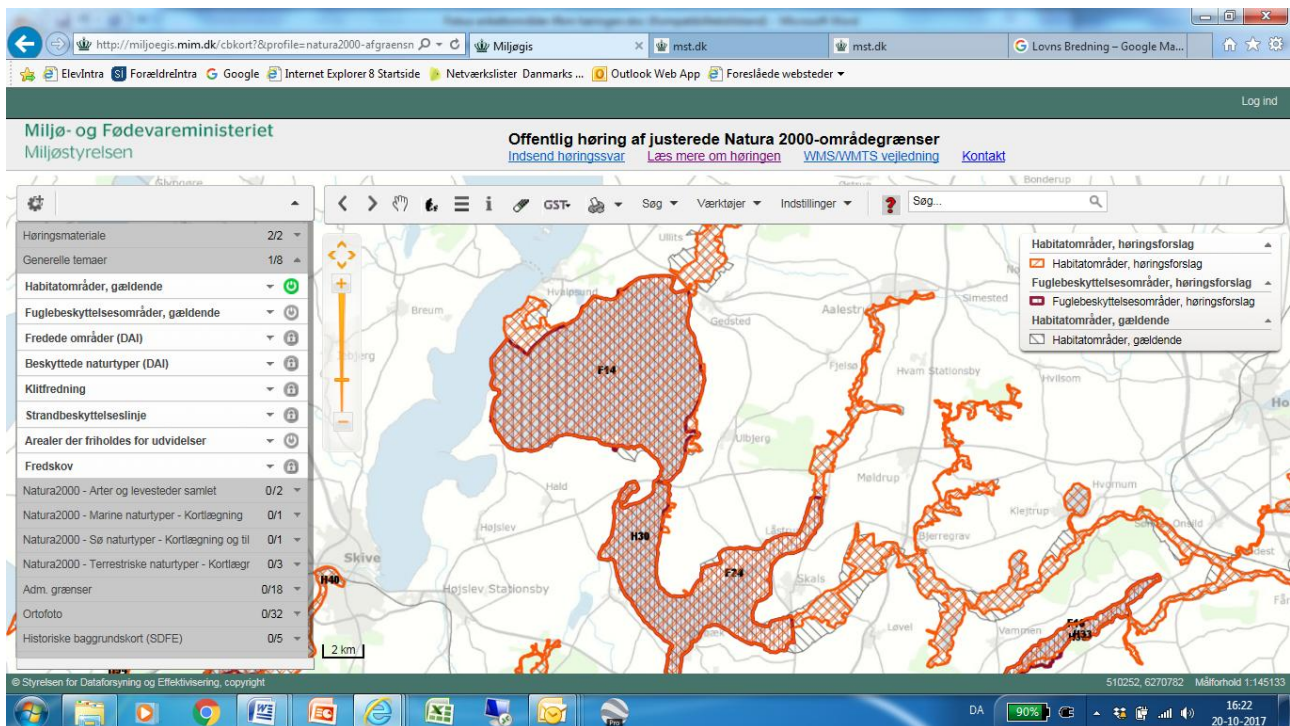 http://miljoegis.mim.dk/cbkort?&profile=natura2000-afgraensn
Miljøgis
mst.dk
mst.dk
Lovns Bredning – Google Ma...
ElevIntra
ForældreIntra
Google
Internet Explorer 8 Startside
Netværkslister Danmarks ...
Outlook Web App
Foreslåede websteder
Log ind
Miljø- og Fødevareministeriet
Miljøstyrelsen
Offentlig høring af justerede Natura 2000-områdegrænser
Indsend høringssvar Læs mere om høringen WMS/WMTS vejledning Kontakt
GST
Søg
Værktøjer
Indstillinger
Søg...
Høringsmateriale 2/2
Generelle temaer 1/8
Habitatområder, gældende
Fuglebeskyttelsesområder, gældende
Fredede områder (DAI)
Beskyttede naturtyper (DAI)
Klitfredning
Strandbeskyttelseslinje
Arealer der friholdes for udvidelser
Fredskov
Natura2000 - Arter og levesteder samlet 0/2
Natura2000 - Marine naturtyper - Kortlægning 0/1
Natura2000 - Sø naturtyper - Kortlægning og til 0/1
Natura2000 - Terrestriske naturtyper - Kortlægr 0/3
Adm. grænser 0/18
Ortofoto 0/32
Historiske baggrundskort (SDFE) 0/5
Habitatområder, høringsforslag
Habitatområder, høringsforslag
Fuglebeskyttelsesområder, høringsforslag
Fuglebeskyttelsesområder, høringsforslag
Habitatområder, gældende
Habitatområder, gældende
Bonderup
Ullits
Hvalpsund
Breum
Gedsted
Aalestrup
Simested
F14
Fjelsø
Hvam Stationsby
Hvilsom
Ulbjerg
Hald
Møldrup
Hvornum
Klejtrup
Højslev
H30
Bjerregrav
Skive
H40
Højslev Stationsby
F24
Skals
Løvel
Vammen
2 km
© Styrelsen for Dataforsyning og Effektivisering, copyright
510252, 6270782 Målforhold 1:145133
DA
90%
16:22
20-10-2017